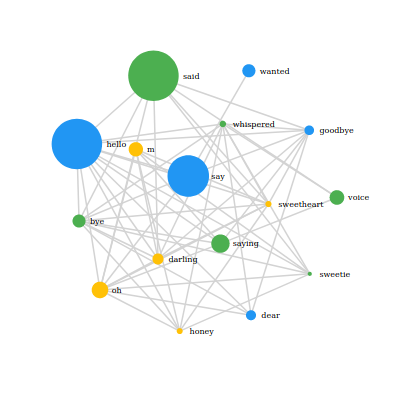 wanted
said
whispered
goodbye
hello
m
say
voice
sweetheart
bye
saying
darling
sweetie
oh
dear
honey